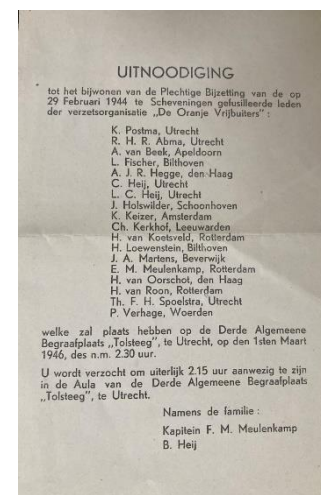 UITNOODIGING
tot het bijwonen van de Plechtige Bijzetting van de op
29 Februari 1944 te Scheveningen gefusilleerde leden
der verzetsorganisatie „De Oranje Vrijbuiters" :
K. Postma, Utrecht
R. H. R. Abma, Utrecht
A. van Beek, Apeldoorn
L. Fischer, Bilthoven
A. J. R. Hegge, den Haag
C. Heij, Utrecht
L. C. Heij, Utrecht
J. Holswilder, Schoonhoven
K. Keizer, Amsterdam
Ch. Kerkhof, Leeuwarden
H. van Koetsveld, Rotterdam
H. Loewenstein, Bilthoven
J. A. Martens, Beverwijk
E. M. Meulenkamp, Rotterdam
H. van Oorschot, den Haag
H. van Roon, Rotterdam
Th. F. H. Spoelstra, Utrecht
P. Verhage, Woerden
welke zal plaats hebben op de Derde Algemeene
Begraafplaats „Tolsteeg", te Utrecht, op den 1sten Maart
1946, des n.m. 2.30 uur.
U wordt verzocht om uiterlijk 2.15 uur aanwezig te zijn
in de Aula van de Derde Algemeene Begraafplaats
„Tolsteeg", te Utrecht.
Namens de familie :
Kapitein F. M. Meulenkamp
B. Heij